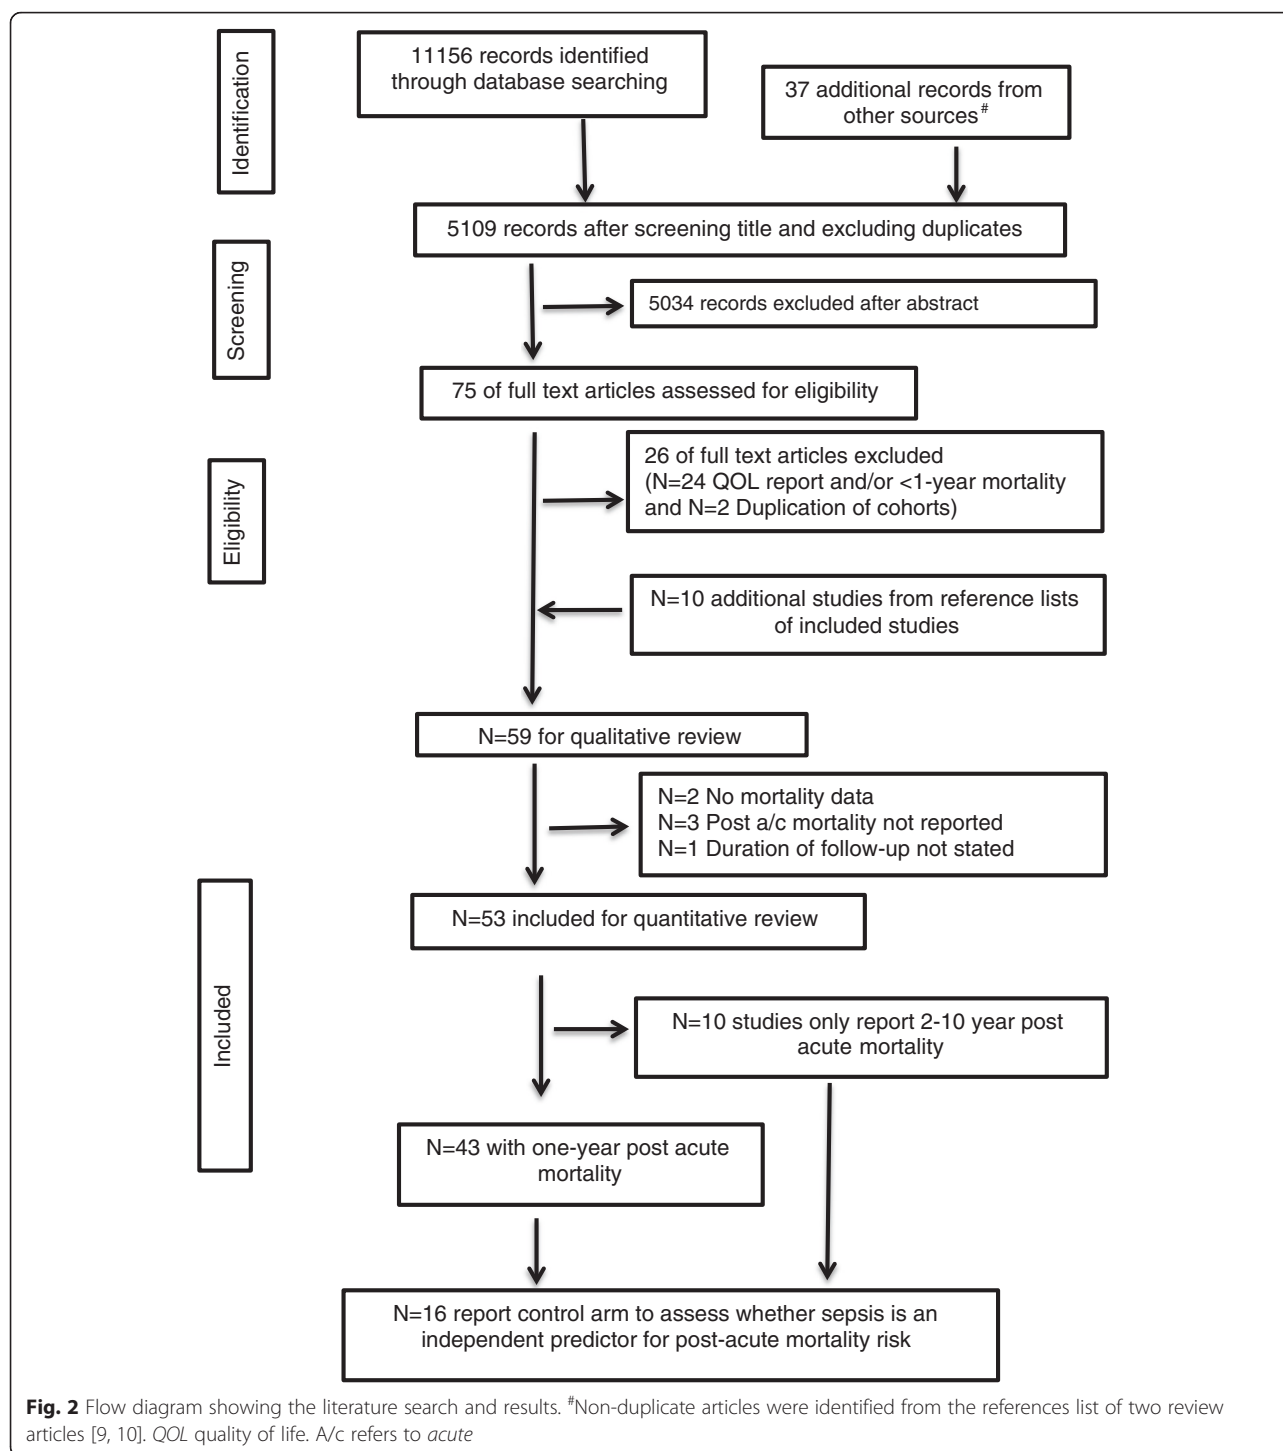 Identification
11156 records identified
through database searching
37 additional records from
other sources#
5109 records after screening title and excluding duplicates
Screening
5034 records excluded after abstract
75 of full text articles assessed for eligibility
Eligibility
26 of full text articles excluded
(N=24 QOL report and/or <1-year mortality
and N=2 Duplication of cohorts)
N=10 additional studies from reference lists
of included studies
N=59 for qualitative review
N=2 No mortality data
N=3 Post a/c mortality not reported
N=1 Duration of follow-up not stated
Included
N=53 included for quantitative review
N=10 studies only report 2-10 year post
acute mortality
N=43 with one-year post acute
mortality
N=16 report control arm to assess whether sepsis is an
independent predictor for post-acute mortality risk
Fig. 2 Flow diagram showing the literature search and results. #Non-duplicate articles were identified from the references list of two review
articles [9, 10]. QOL quality of life. A/c refers to acute